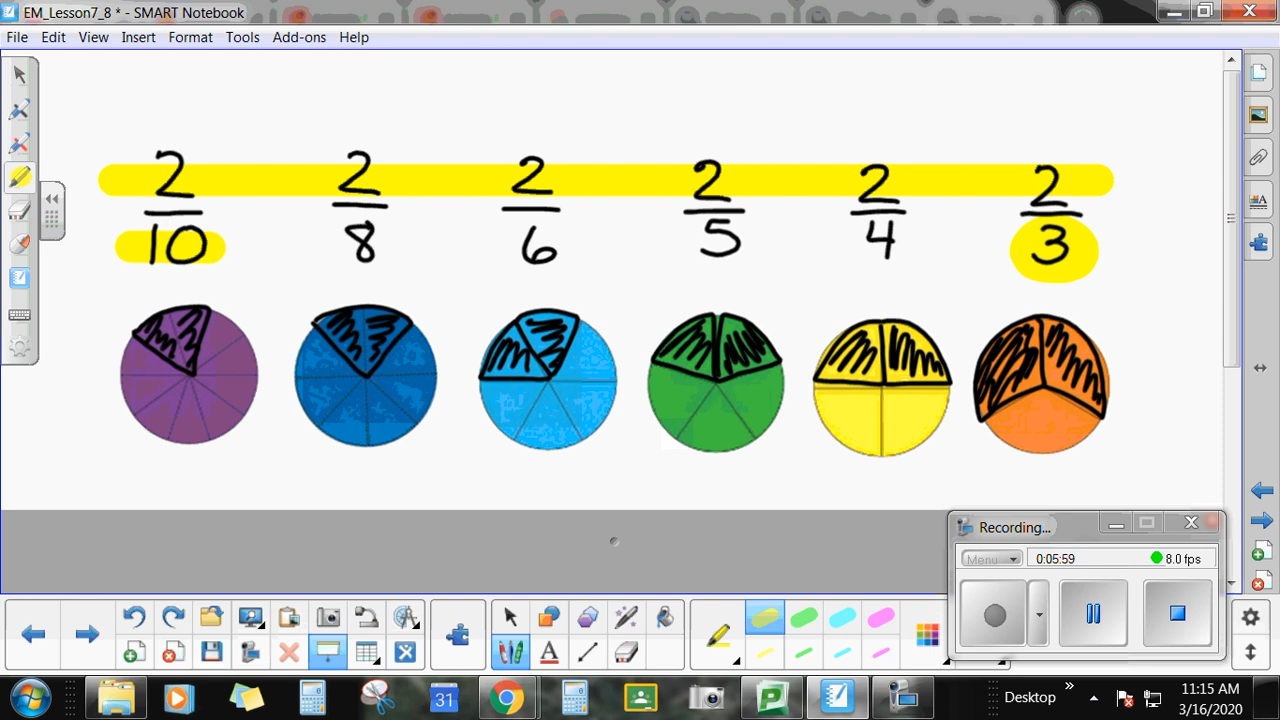 EM_Lesson7_8 * - SMART Notebook
File Edit View Insert Format Tools Add-ons Help
2 2 2 2 2 2
10 8 6 5 4 3
Recording...
Menu 0:05:59 8.0 fps
A
31
Desktop » 11:15 AM
3/16/2020